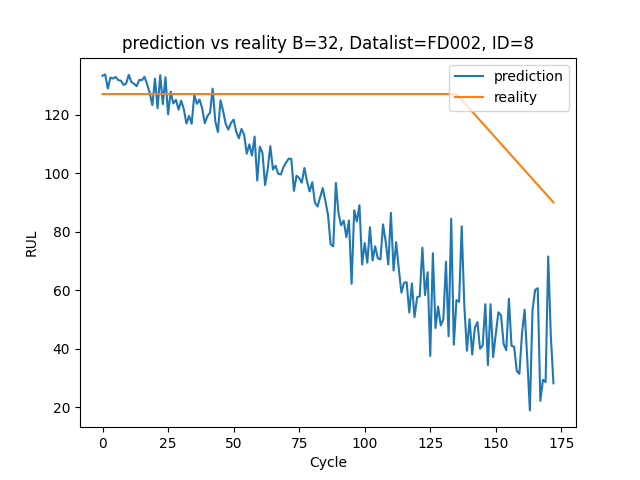 prediction vs reality B=32, Datalist=FD002, ID=8
prediction
reality
RUL
120
100
80
60
40
20
0 25 50 75 100 125 150 175
Cycle